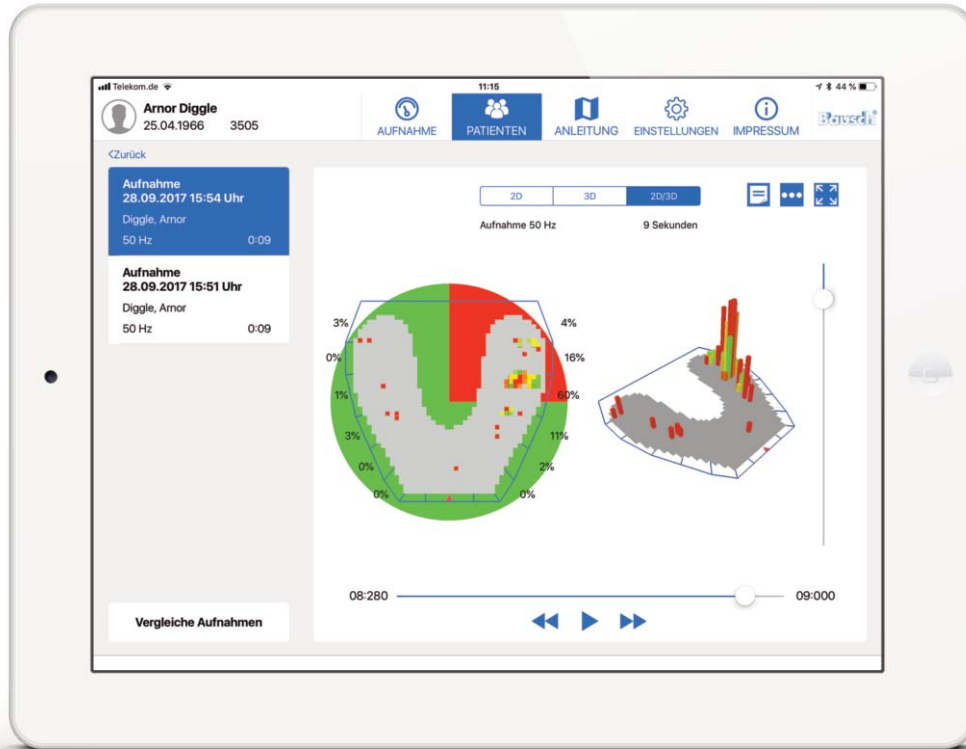 Telekom.de
11:15
44 %
Arnor Diggle
25.04.1966 3505
AUFNAHME
PATIENTEN
ANLEITUNG
EINSTELLUNGEN
IMPRESSUM
Bausch
Zurück
Aufnahme
28.09.2017 15:54 Uhr
Diggle, Arnor
50 Hz 0:09
Aufnahme
28.09.2017 15:51 Uhr
Diggle, Arnor
50 Hz 0:09
Vergleiche Aufnahmen
2D
3D
2D/3D
Aufnahme 50 Hz 9 Sekunden
3% 4%
0% 16%
1% 60%
3% 11%
0% 2%
0% 0%
08:280 09:000